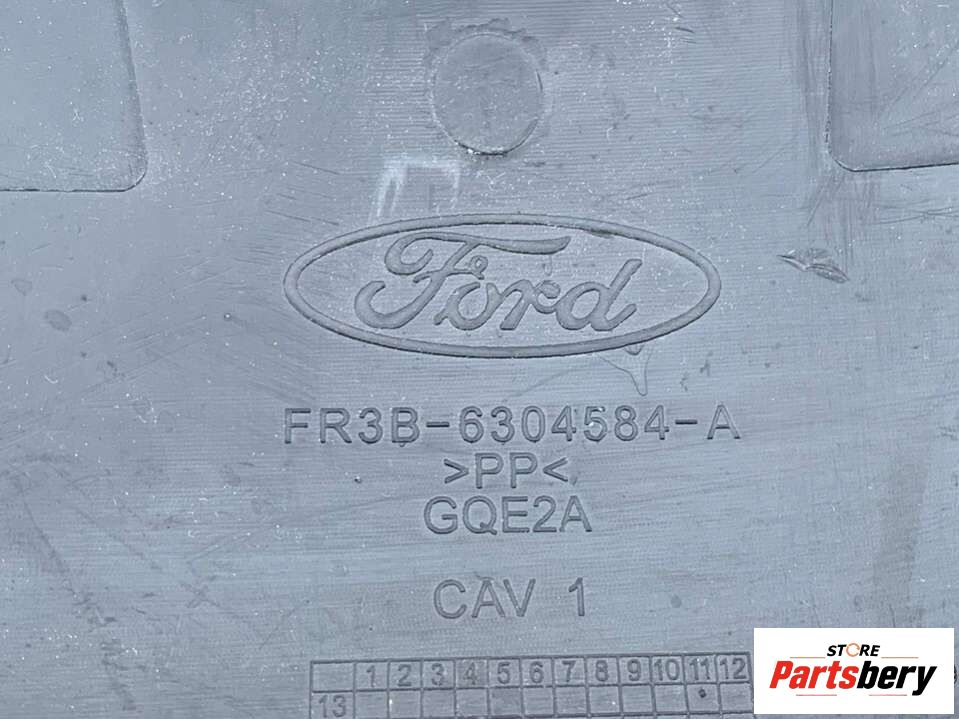 Ford
FR3B-6304584-A
>PP<
GQE2A
CAV 1
1 2 3 4 5 6 7 8 9 10 11 12
13
STORE
Partsbery